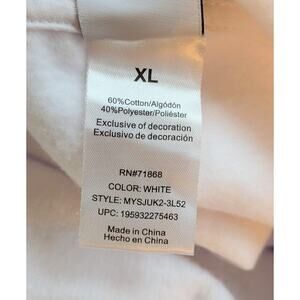 XL
60%Cotton/Algódón
40%Polyester/Poliéster
Exclusive of decoration
Exclusivo de decoración
RN#71868
COLOR: WHITE
STYLE: MYSJUK2-3L52
UPC: 195932275463
Made in China
Hecho en China